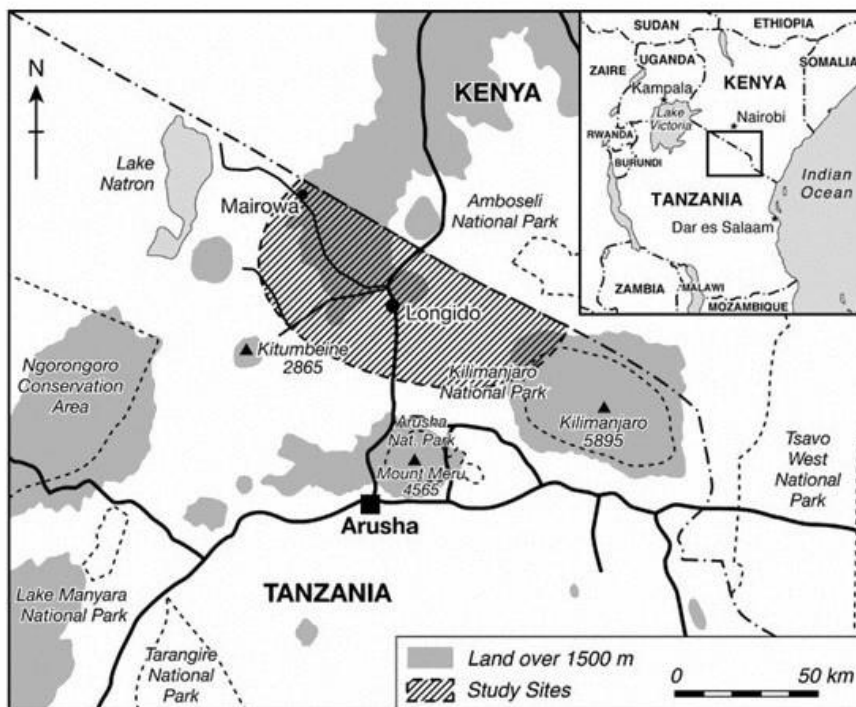 N
KENYA
Lake
Natron
Mairowa
Amboseli
National Park
Longido
Kitumbeine
2865
Ngorongoro
Conservation
Area
Kilimanjaro
National Park
Kilimanjaro
5895
Arusha
Nat. Park
Mount Meru
4565
Tsavo
West
National
Park
Arusha
Lake Manyara
National Park
TANZANIA
Tarangire
National
Park
Land over 1500 m
Study Sites
0 50 km
SUDAN
ETHIOPIA
ZAIRE
UGANDA
Kampala
KENYA
SOMALIA
Lake
Victoria
Nairobi
RWANDA
BURUNDI
Indian
Ocean
TANZANIA
Dar es Salaam
ZAMBIA
MALAWI
MOZAMBIQUE